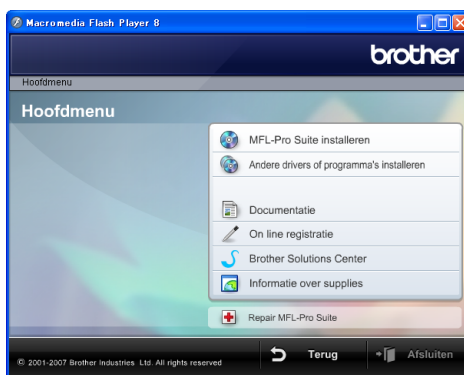 Macromedia Flash Player 8
brother
Hoofdmenu
Hoofdmenu
MFL-Pro Suite installeren
Andere drivers of programma's installeren
Documentatie
On line registratie
Brother Solutions Center
Informatie over supplies
Repair MFL-Pro Suite
© 2001-2007 Brother Industries Ltd. All rights reserved
Terug
Afsluiten